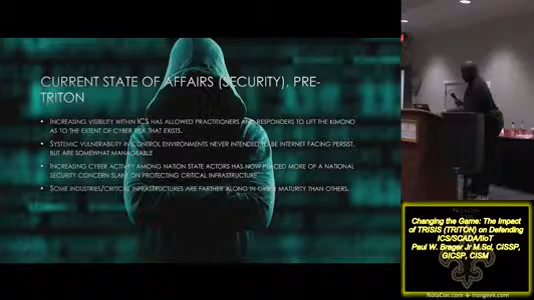 CURRENT STATE OF AFFAIRS (SECURITY), PRE-
TRITON
• INCREASING VISIBILITY WITHIN ICS HAS ALLOWED PRACTITIONERS AND RESPONDERS TO LIFT THE KIMONO
AS TO THE EXTENT OF CYBER RISK THAT EXISTS.
• SYSTEMIC VULNERABILITY IN CONTROL ENVIRONMENTS NEVER INTENDED TO BE INTERNET FACING PERSIST,
BUT ARE SOMEWHAT MANAGEABLE
• INCREASING CYBER ACTIVITY AMONG NATION STATE ACTORS HAS NOW PLACED MORE OF A NATIONAL
SECURITY CONCERN SLANT ON PROTECTING CRITICAL INFRASTRUCTURE
• SOME INDUSTRIES/CRITICAL INFRASTRUCTURES ARE FARTHER ALONG IN CYBER MATURITY THAN OTHERS.
Changing the Game: The Impact
of TRISIS (TRITON) on Defending
ICS/SCADA/IIoT
Paul W. Brager Jr M.Sci, CISSP,
GICSP, CISM
NolaCon.com Irongeek.com